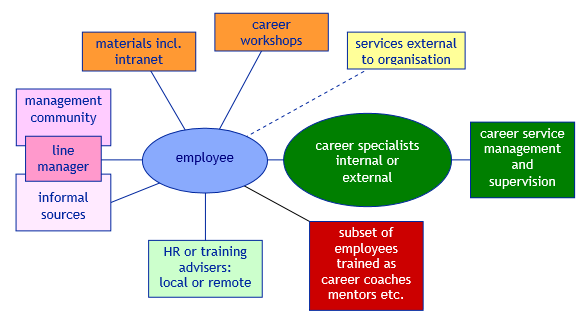 career
workshops
materials incl.
intranet
services external
to organisation
management
community
line
manager
informal
sources
employee
career specialists
internal or
external
career service
management
and
supervision
HR or training
advisers:
local or remote
subset of
employees
trained as
career coaches
mentors etc.